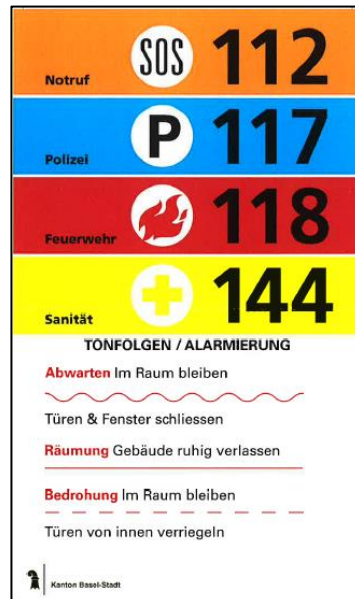 Notruf SOS 112
Polizei P 117
Feuerwehr 118
Sanität 144
TONFOLGEN / ALARMIERUNG
Abwarten Im Raum bleiben
Türen & Fenster schliessen
Räumung Gebäude ruhig verlassen
Bedrohung Im Raum bleiben
Türen von innen verriegeln
Kanton Basel-Stadt